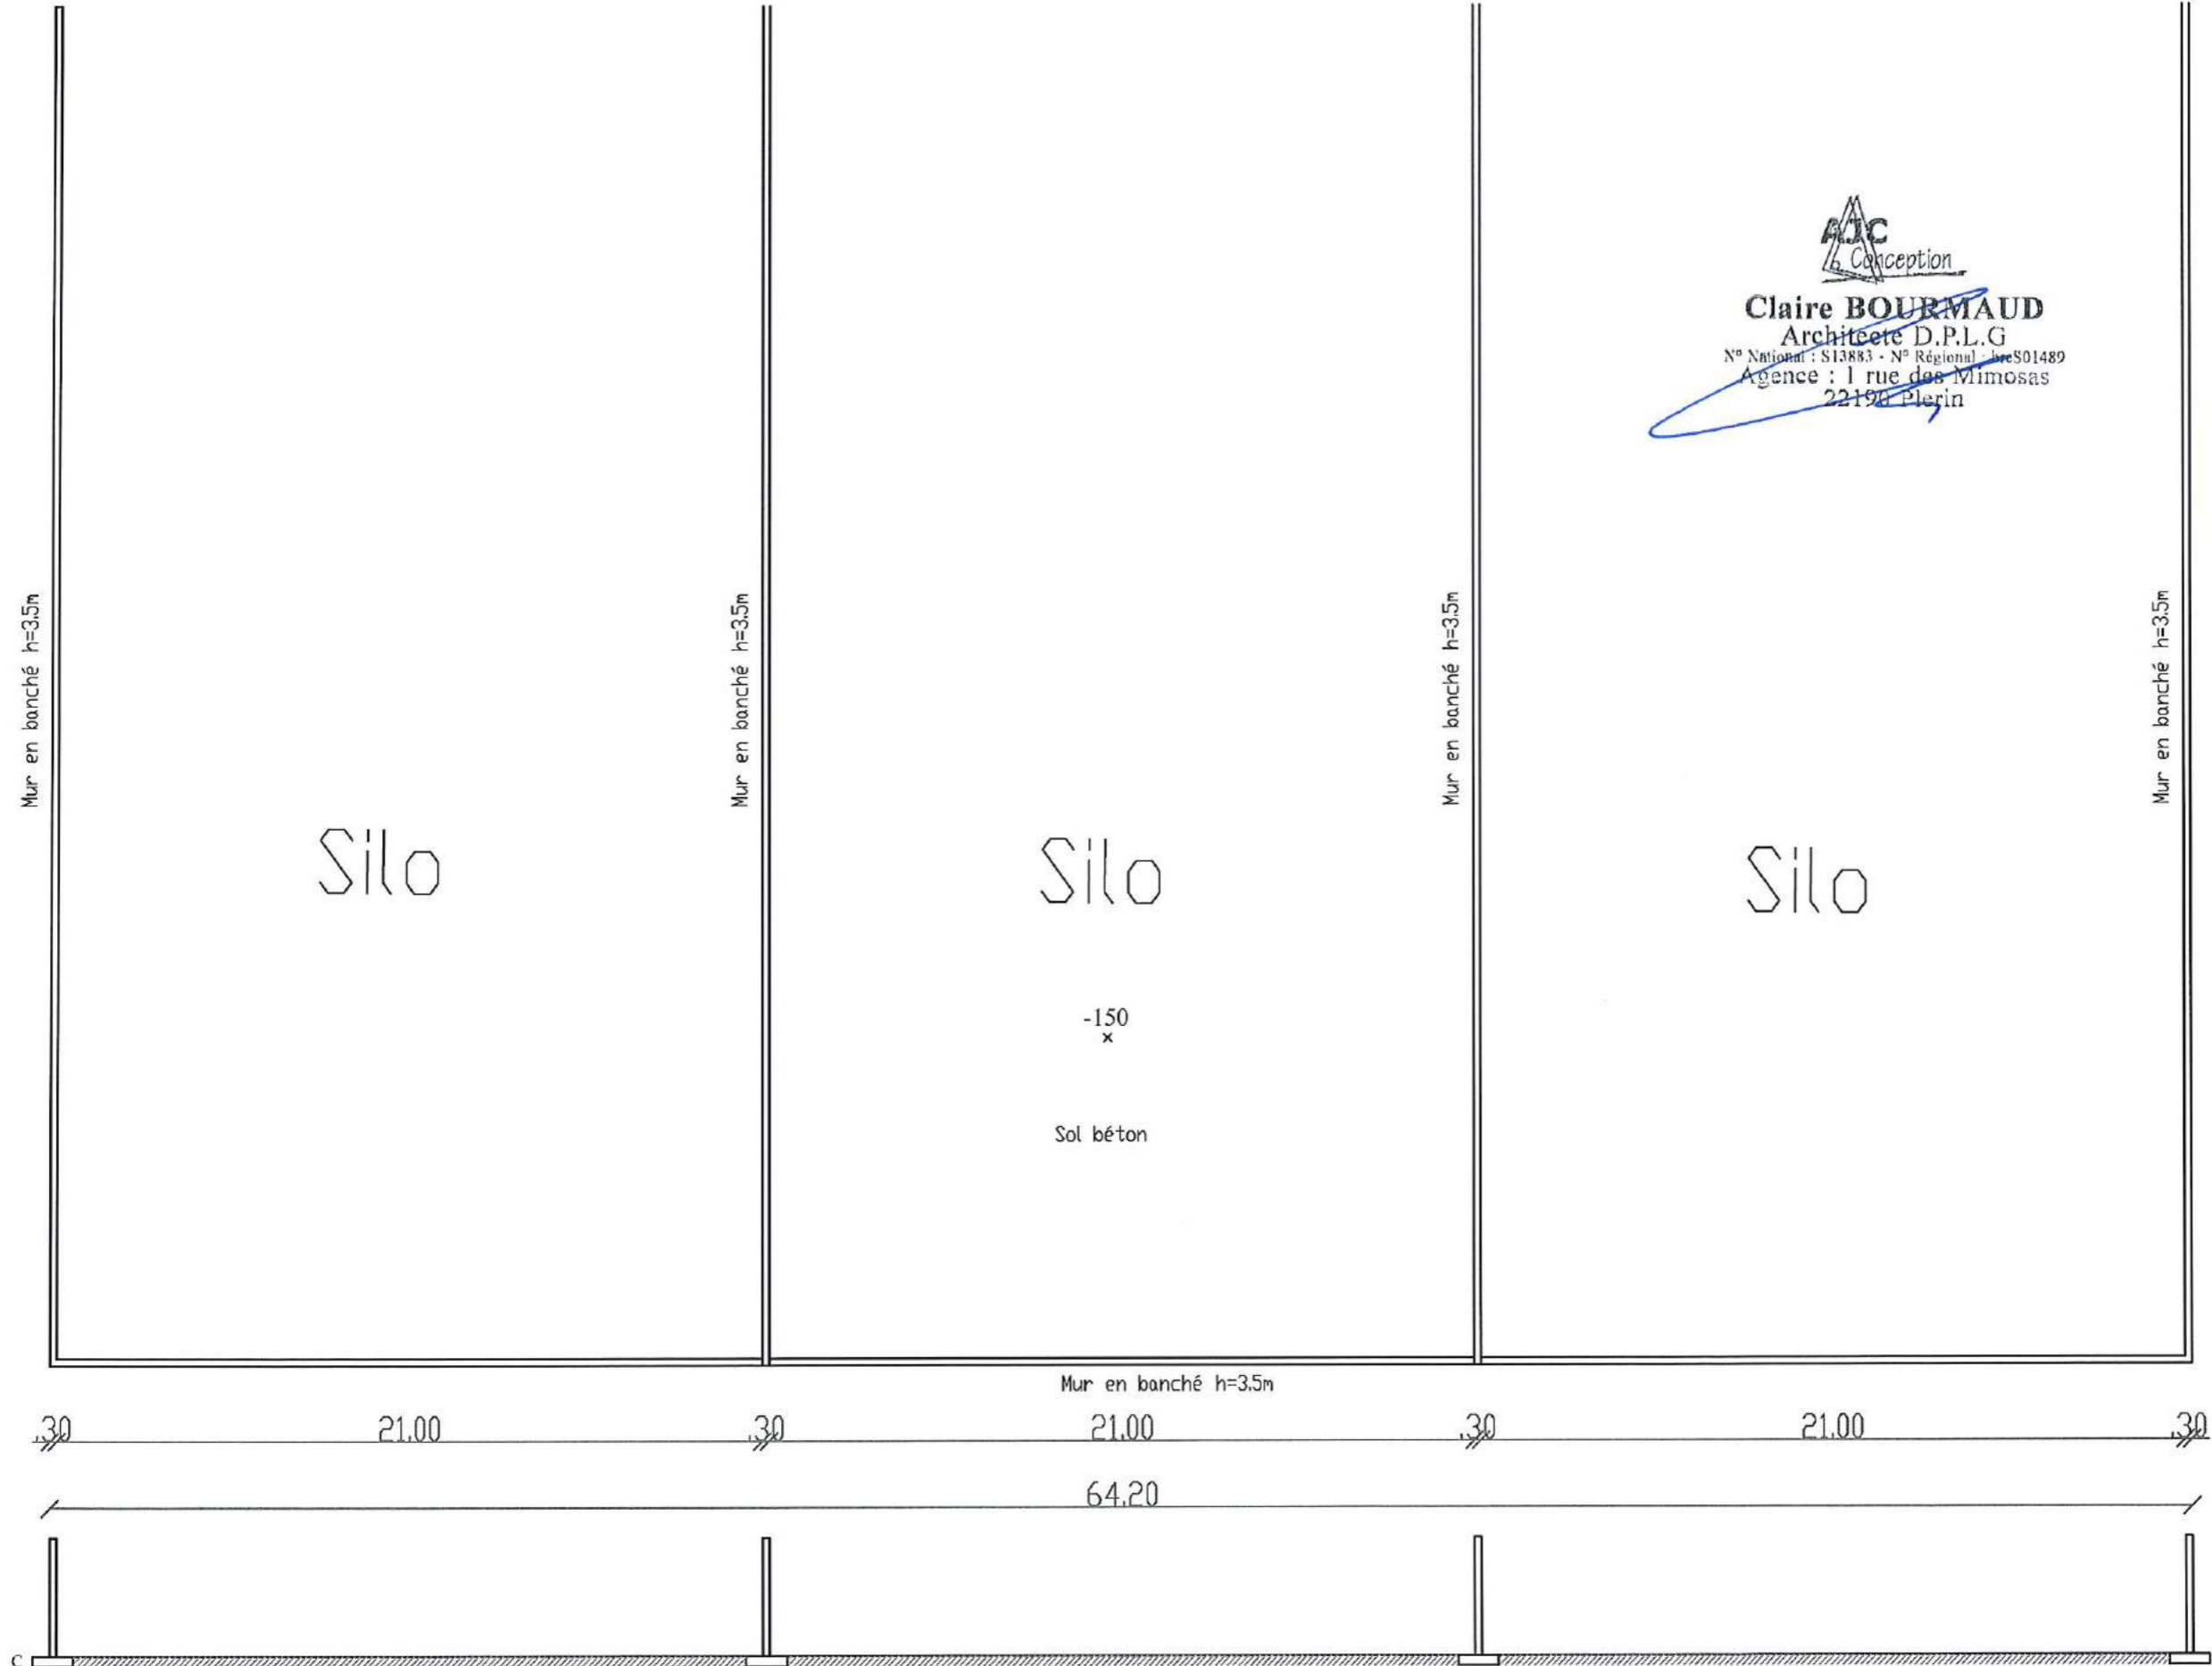 AJC
Conception
Claire BOURMAUD
Architecte D.P.L.G
N° National : S13883 - N° Régional : breS01489
Agence : 1 rue des Mimosas
22190 Plerin
Mur en banché h=3.5m
Mur en banché h=3.5m
Mur en banché h=3.5m
Mur en banché h=3.5m
Silo
Silo
Silo
-150
x
Sol béton
Mur en banché h=3.5m
.30 21.00 .30 21.00 .30 21.00 .30
64.20
C